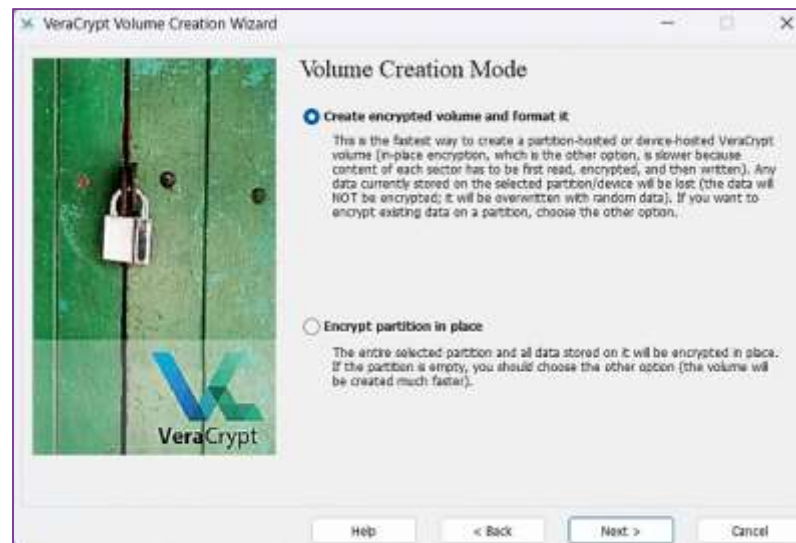 VeraCrypt Volume Creation Wizard
Volume Creation Mode
Create encrypted volume and format it
This is the fastest way to create a partition-hosted or device-hosted VeraCrypt
volume (in-place encryption, which is the other option, is slower because
content of each sector has to be first read, encrypted, and then written). Any
data currently stored on the selected partition/device will be lost (the data will
NOT be encrypted; it will be overwritten with random data). If you want to
encrypt existing data on a partition, choose the other option.
Encrypt partition in place
The entire selected partition and all data stored on it will be encrypted in place.
If the partition is empty, you should choose the other option (the volume will
be created much faster).
VeraCrypt
Help
< Back
Next >
Cancel